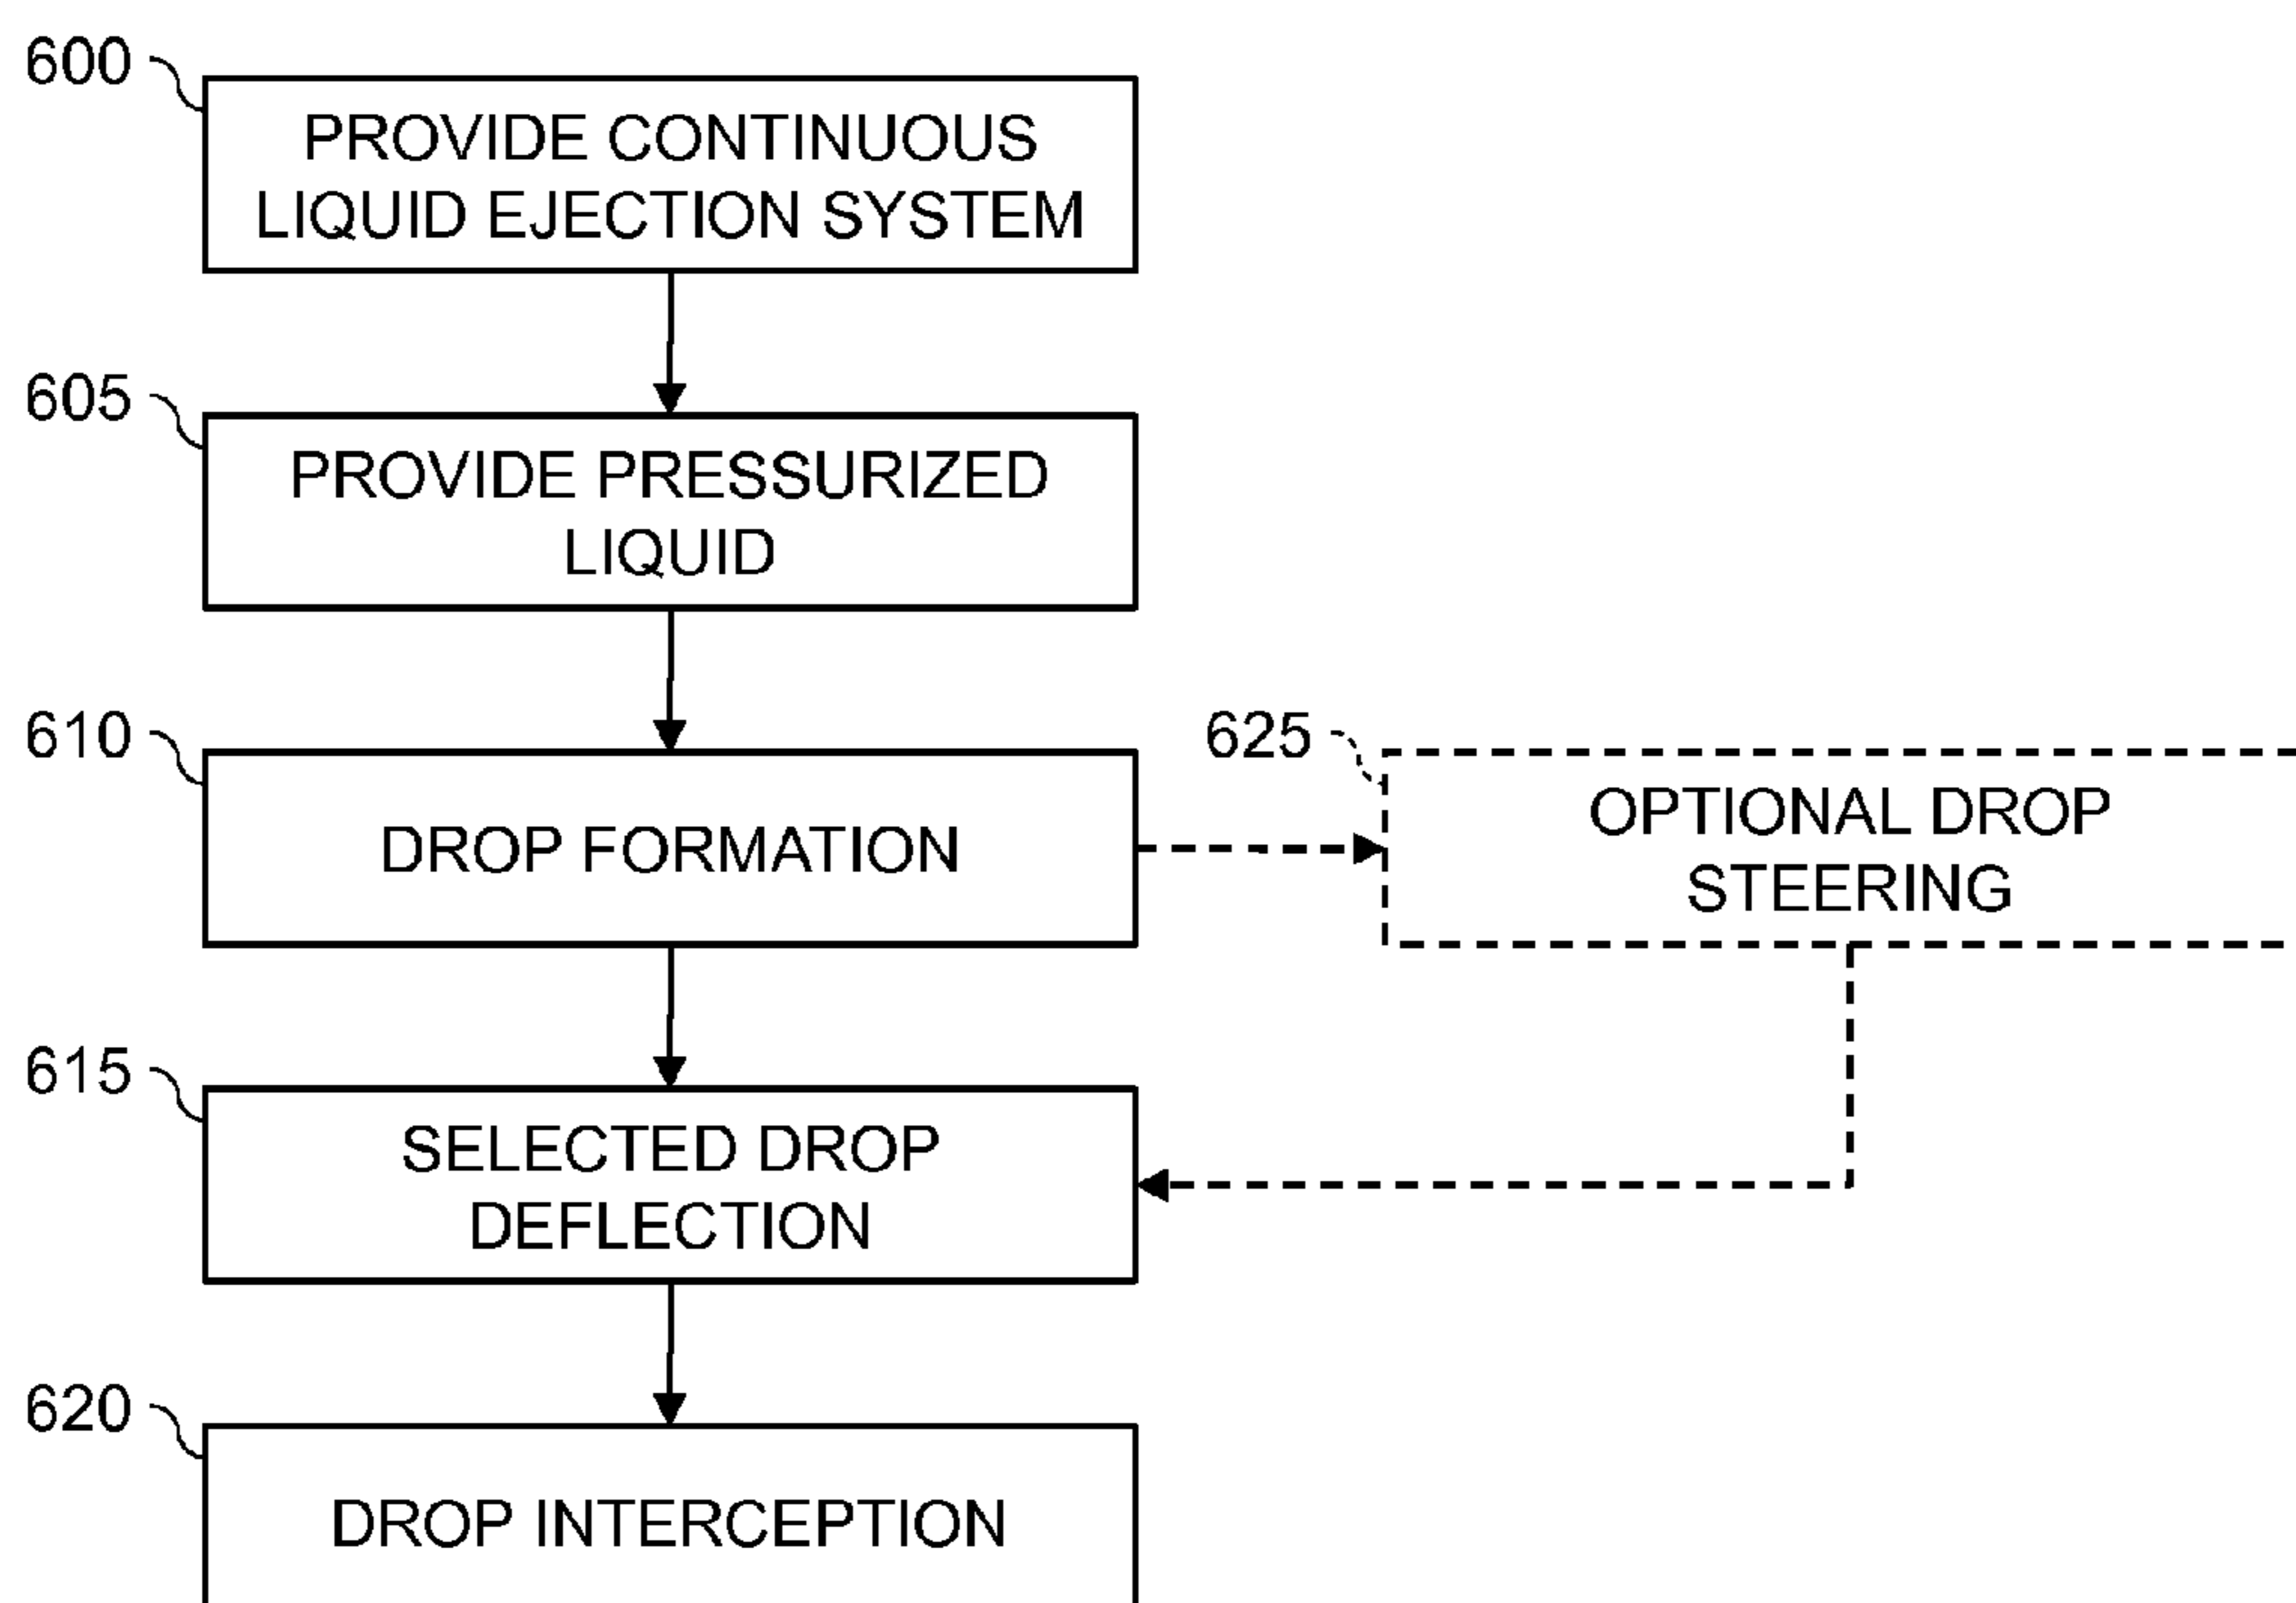 600
PROVIDE CONTINUOUS
LIQUID EJECTION SYSTEM
605
PROVIDE PRESSURIZED
LIQUID
610
DROP FORMATION
625
OPTIONAL DROP
STEERING
615
SELECTED DROP
DEFLECTION
620
DROP INTERCEPTION